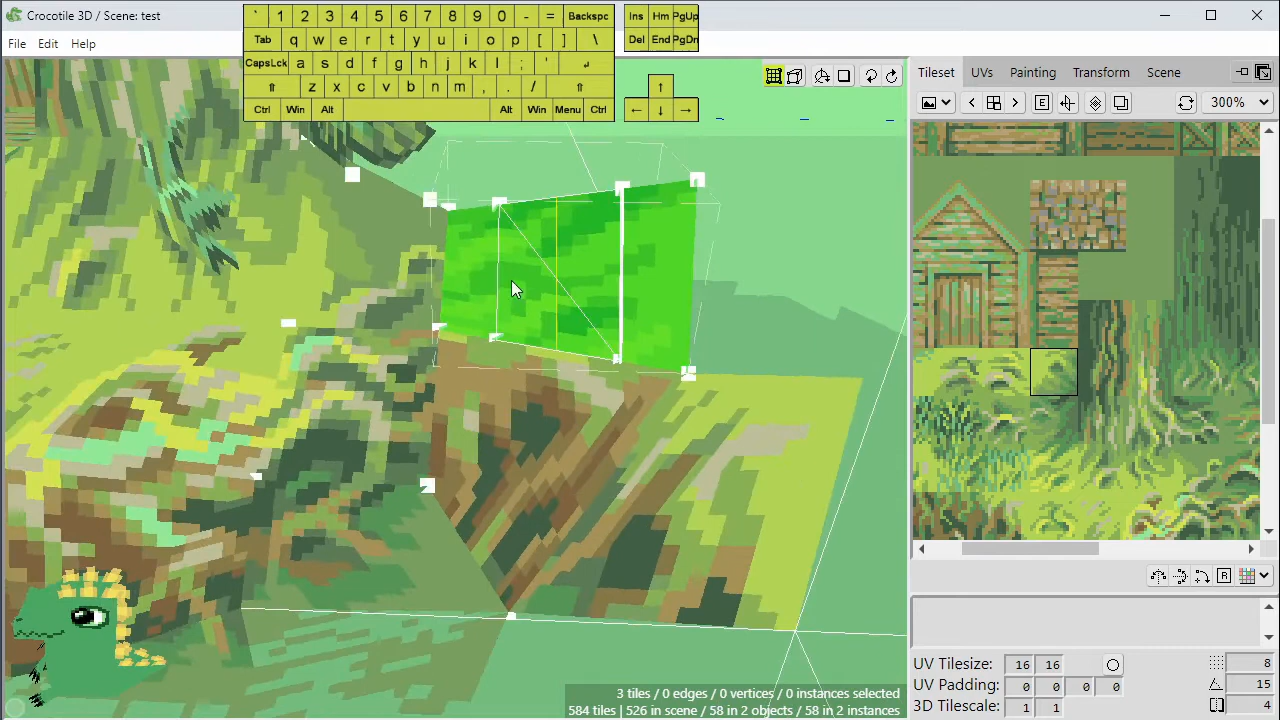 Crocotile 3D / Scene: test
File Edit Help
` 1 2 3 4 5 6 7 8 9 0 - = Backspc
Tab q w e r t y u i o p [ ] \
CapsLck a s d f g h j k l ; ' ↲
⇧ z x c v b n m , . / ⇧
Ctrl Win Alt Alt Win Menu Ctrl
Ins Hm PgUp
Del End PgDn
↑
← ↓ →
Tileset UVs Painting Transform Scene
E 300%
R
UV Tilesize: 16 16 8
UV Padding: 0 0 0 0 15
3D Tilescale: 1 1 4
3 tiles / 0 edges / 0 vertices / 0 instances selected
584 tiles | 526 in scene / 58 in 2 objects / 58 in 2 instances